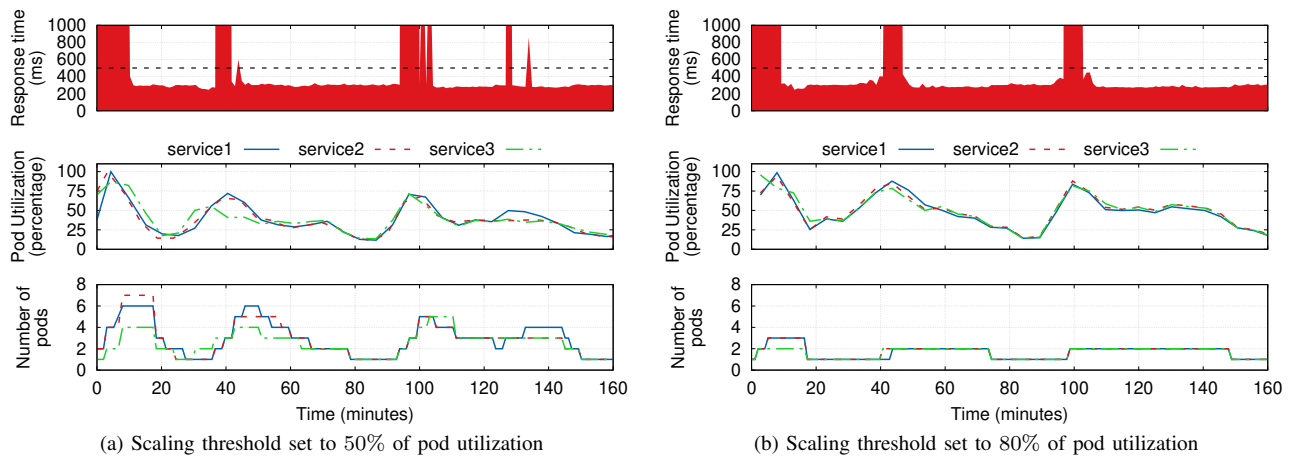 Response time
(ms)
1000
800
600
400
200
0
service1
service2
service3
Pod Utilization
(percentage)
100
75
50
25
0
Number of
pods
8
6
4
2
0
0 20 40 60 80 100 120 140 160
Time (minutes)
(a) Scaling threshold set to 50% of pod utilization
Response time
(ms)
1000
800
600
400
200
0
service1
service2
service3
Pod Utilization
(percentage)
100
75
50
25
0
Number of
pods
8
6
4
2
0
0 20 40 60 80 100 120 140 160
Time (minutes)
(b) Scaling threshold set to 80% of pod utilization